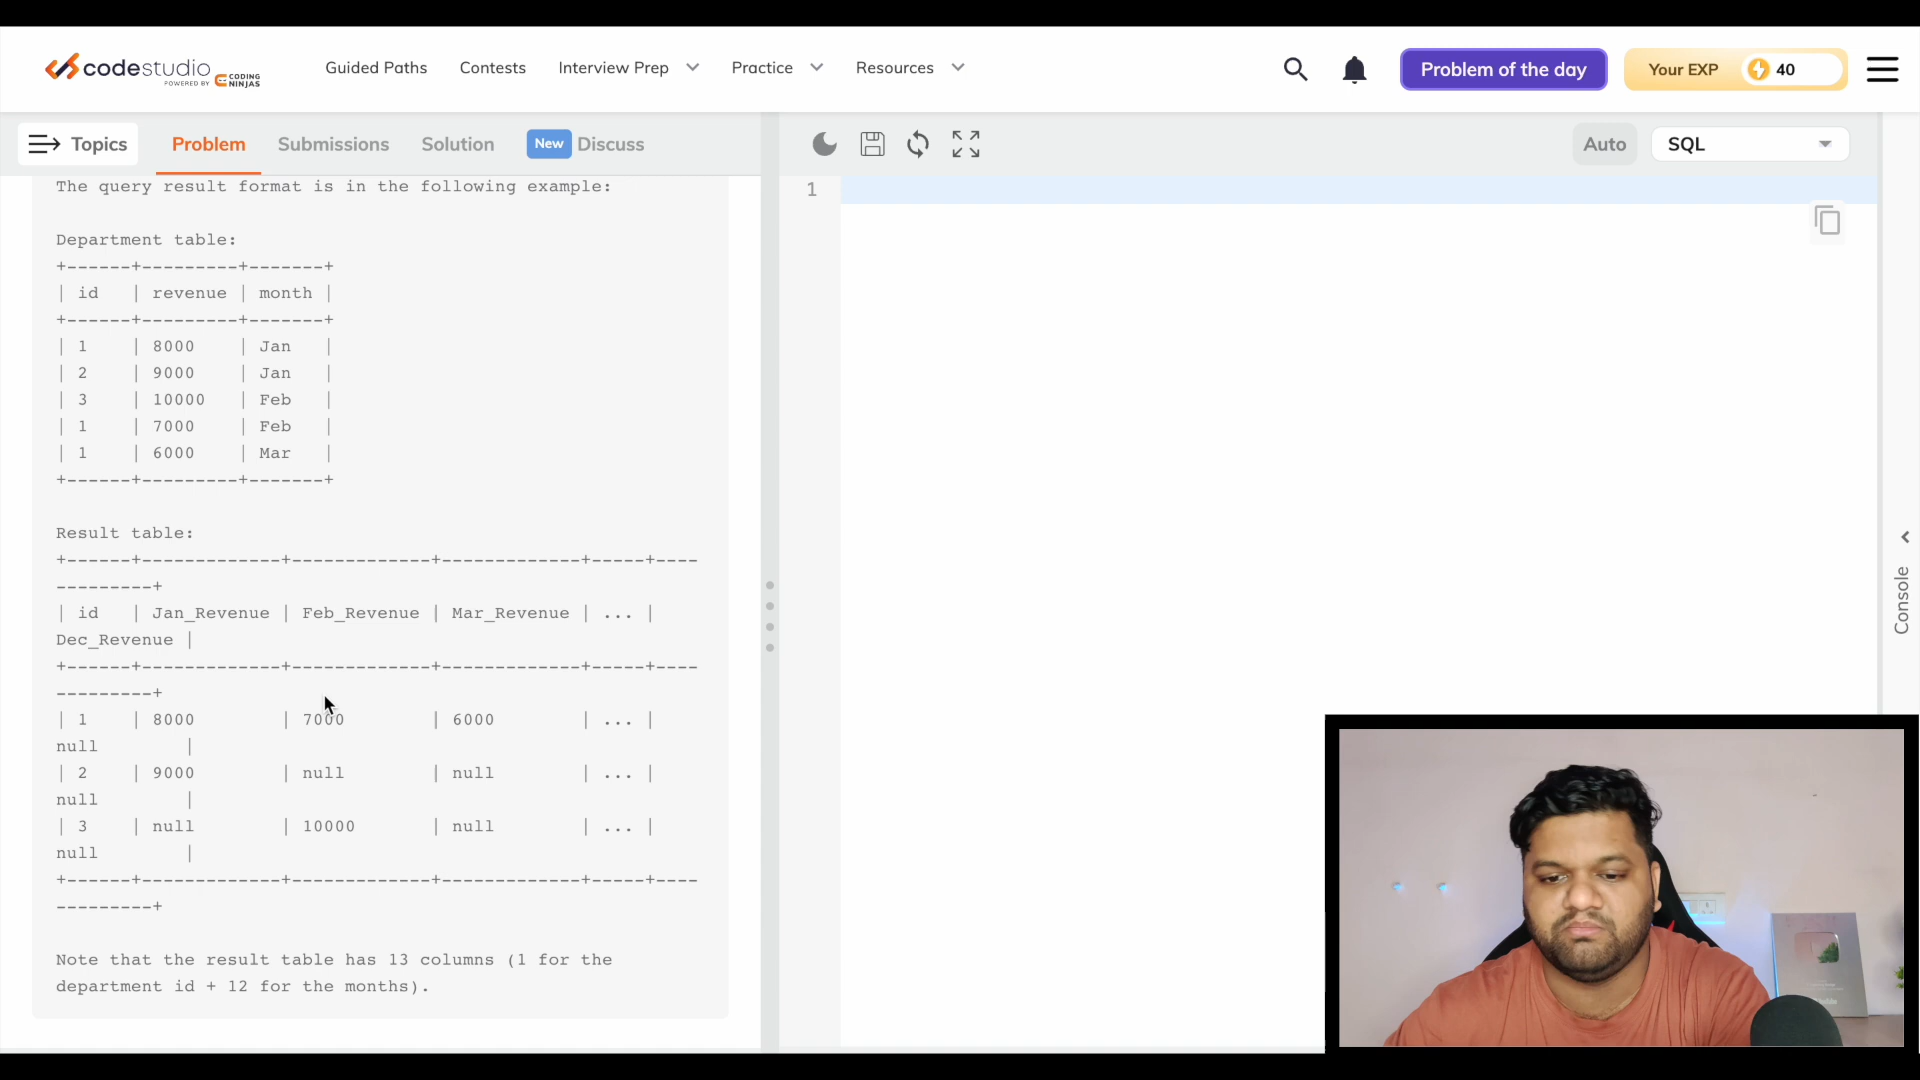 codestudio
POWERED BY CODING NINJAS
Guided Paths Contests Interview Prep Practice Resources
Problem of the day
Your EXP 40
Topics Problem Submissions Solution New Discuss
Auto SQL
The query result format is in the following example:
Department table:
+------+---------+-------+
| id   | revenue | month |
+------+---------+-------+
| 1    | 8000    | Jan   |
| 2    | 9000    | Jan   |
| 3    | 10000   | Feb   |
| 1    | 7000    | Feb   |
| 1    | 6000    | Mar   |
+------+---------+-------+
Result table:
+------+-------------+-------------+-------------+-----+----
---------+
| id   | Jan_Revenue | Feb_Revenue | Mar_Revenue | ... |
Dec_Revenue |
+------+-------------+-------------+-------------+-----+----
---------+
| 1    | 8000        | 7000        | 6000        | ... |
null        |
| 2    | 9000        | null        | null        | ... |
null        |
| 3    | null        | 10000       | null        | ... |
null        |
+------+-------------+-------------+-------------+-----+----
---------+
Note that the result table has 13 columns (1 for the
department id + 12 for the months).
1
Console